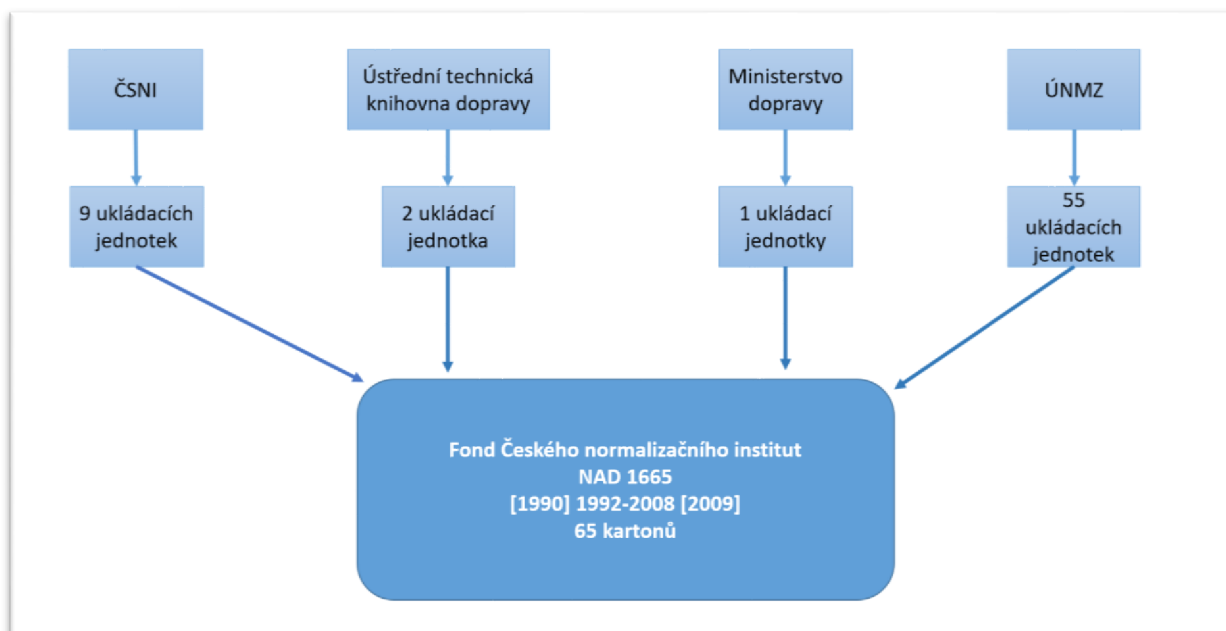 ČSNI
Ústřední technická
knihovna dopravy
Ministerstvo
dopravy
ÚNMZ
9 ukládacích
jednotek
2 ukládací
jednotka
1 ukládací
jednotky
55
ukládacích
jednotek
Fond Českého normalizačního institut
NAD 1665
[1990] 1992-2008 [2009]
65 kartonů